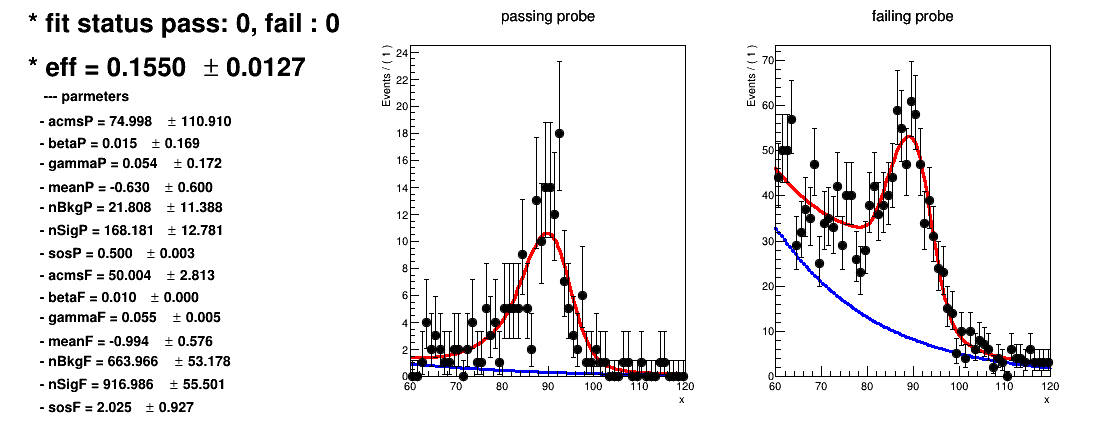 * fit status pass: 0, fail : 0
* eff = 0.1550 ± 0.0127
--- parmeters
- acmsP = 74.998 ± 110.910
- betaP = 0.015 ± 0.169
- gammaP = 0.054 ± 0.172
- meanP = -0.630 ± 0.600
- nBkgP = 21.808 ± 11.388
- nSigP = 168.181 ± 12.781
- sosP = 0.500 ± 0.003
- acmsF = 50.004 ± 2.813
- betaF = 0.010 ± 0.000
- gammaF = 0.055 ± 0.005
- meanF = -0.994 ± 0.576
- nBkgF = 663.966 ± 53.178
- nSigF = 916.986 ± 55.501
- sosF = 2.025 ± 0.927
passing probe
Events / ( 1 )
24
22
20
18
16
14
12
10
8
6
4
2
0
60 70 80 90 100 110 120
x
failing probe
Events / ( 1 )
70
60
50
40
30
20
10
0
60 70 80 90 100 110 120
x